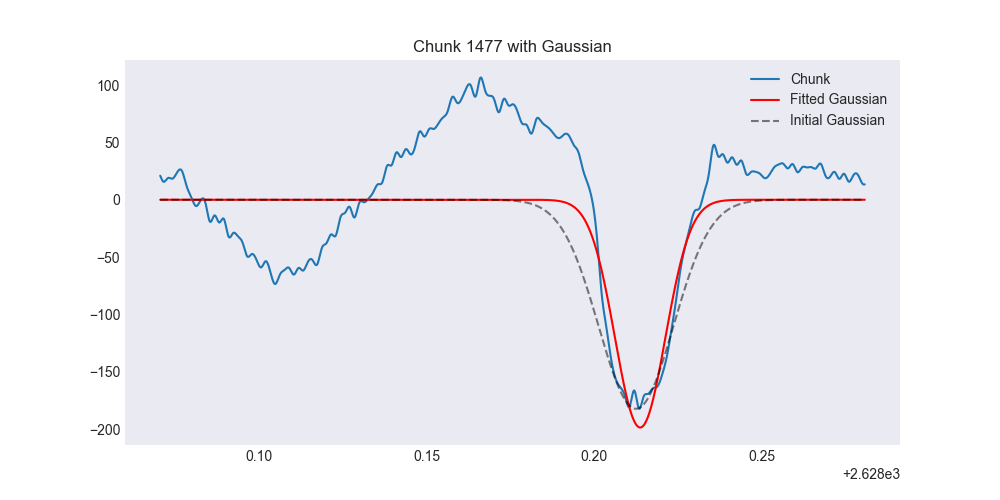 Chunk 1477 with Gaussian
Chunk
Fitted Gaussian
Initial Gaussian
100
50
0
−50
−100
−150
−200
0.10 0.15 0.20 0.25
+2.628e3